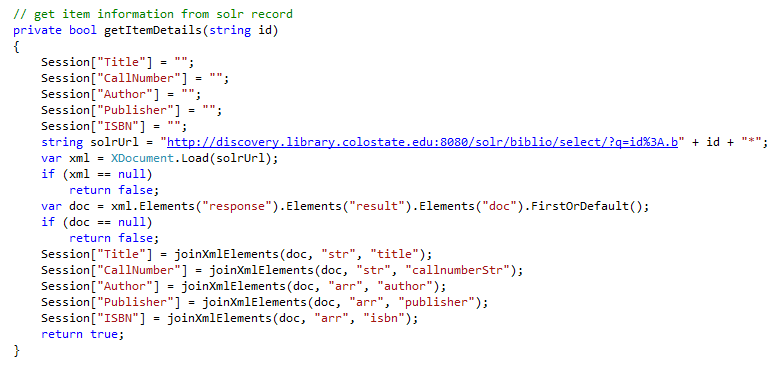 // get item information from solr record
private bool getItemDetails(string id)
{
    Session["Title"] = "";
    Session["CallNumber"] = "";
    Session["Author"] = "";
    Session["Publisher"] = "";
    Session["ISBN"] = "";
    string solrUrl = "http://discovery.library.colostate.edu:8080/solr/biblio/select/?q=id%3A.b" + id + "*";
    var xml = XDocument.Load(solrUrl);
    if (xml == null)
        return false;
    var doc = xml.Elements("response").Elements("result").Elements("doc").FirstOrDefault();
    if (doc == null)
        return false;
    Session["Title"] = joinXmlElements(doc, "str", "title");
    Session["CallNumber"] = joinXmlElements(doc, "str", "callnumberStr");
    Session["Author"] = joinXmlElements(doc, "arr", "author");
    Session["Publisher"] = joinXmlElements(doc, "arr", "publisher");
    Session["ISBN"] = joinXmlElements(doc, "arr", "isbn");
    return true;
}